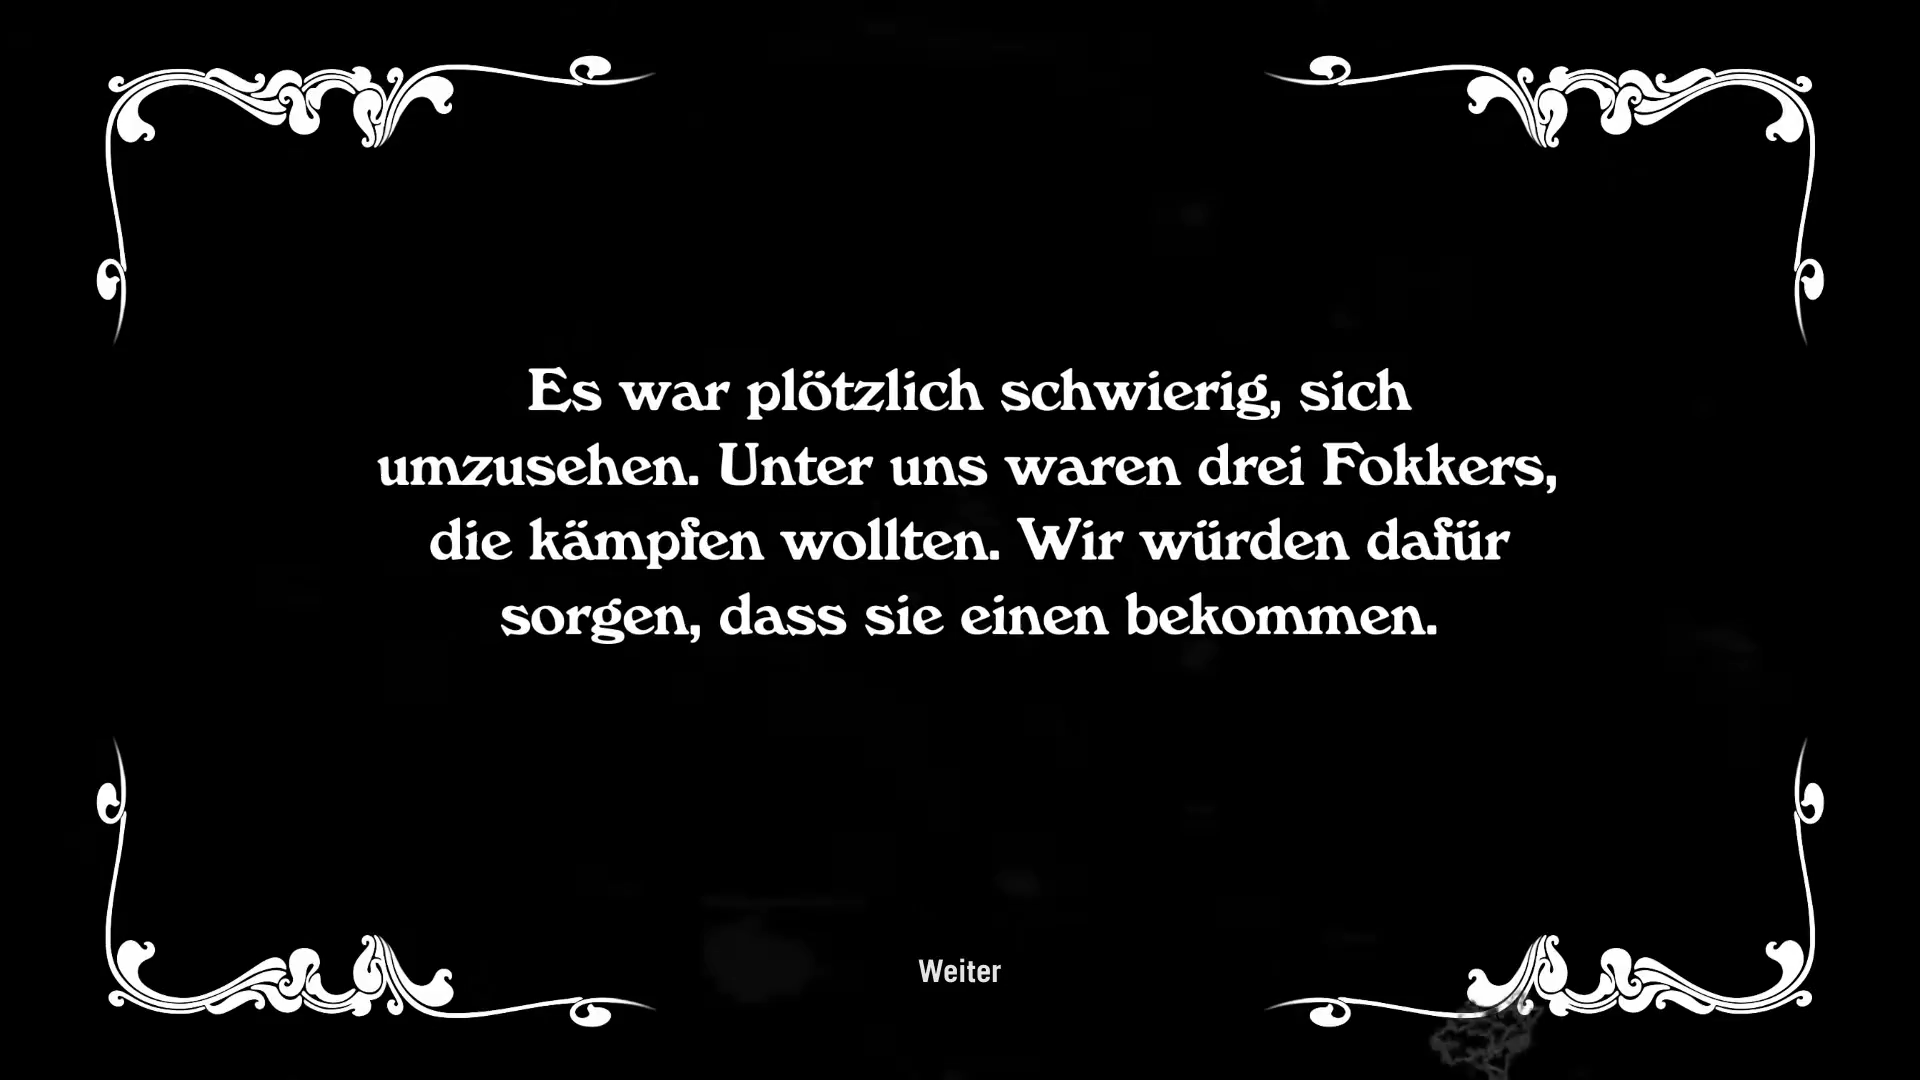 Es war plötzlich schwierig, sich
umzusehen. Unter uns waren drei Fokkers,
die kämpfen wollten. Wir würden dafür
sorgen, dass sie einen bekommen.
Weiter